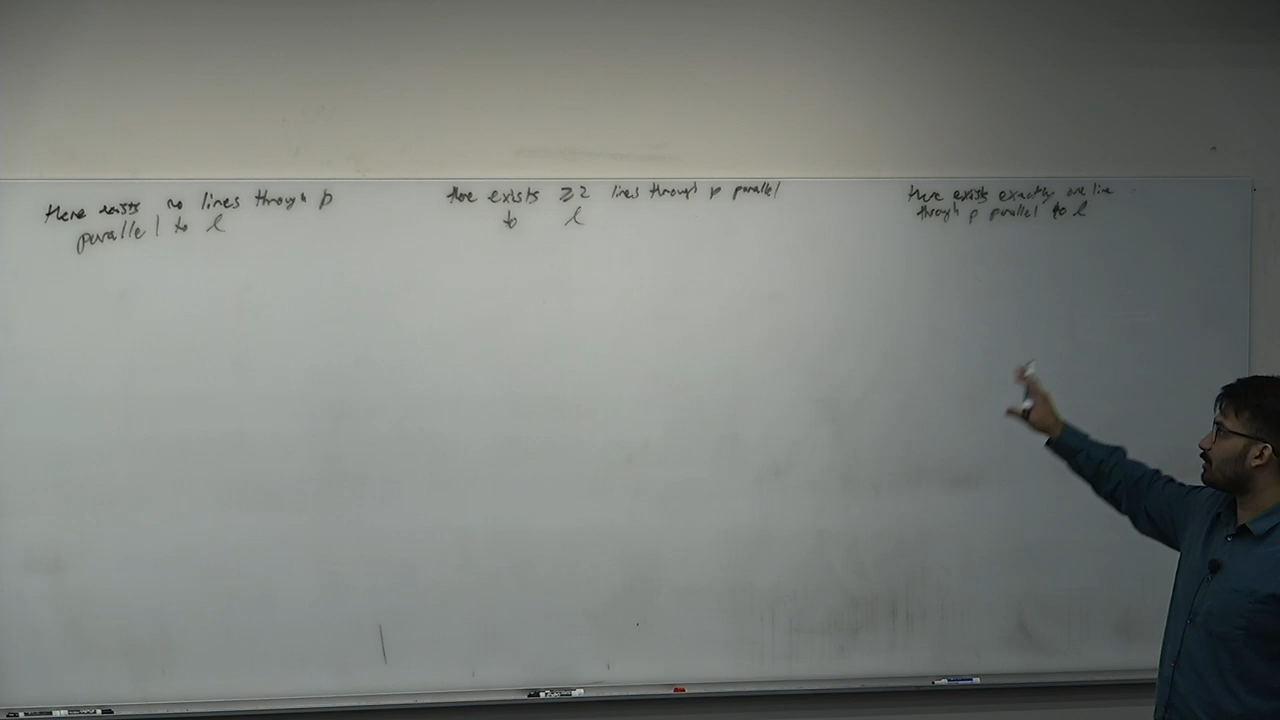 there exists no lines through p
parallel to l
there exists ≥2 lines through p parallel
to l
there exists exactly one line
through p parallel to l